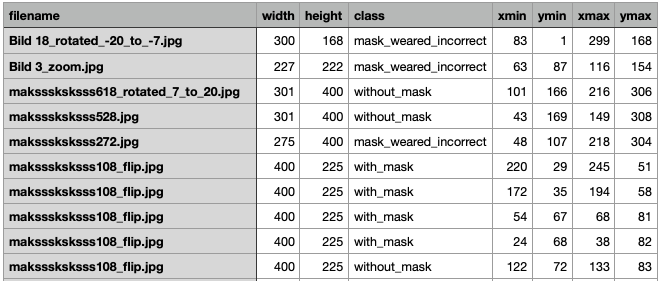 filename width height class xmin ymin xmax ymax
Bild 18_rotated_-20_to_-7.jpg 300 168 mask_weared_incorrect 83 1 299 168
Bild 3_zoom.jpg 227 222 mask_weared_incorrect 63 87 116 154
maksssksksss618_rotated_7_to_20.jpg 301 400 without_mask 101 166 216 306
maksssksksss528.jpg 301 400 without_mask 43 169 149 308
maksssksksss272.jpg 275 400 mask_weared_incorrect 48 107 218 304
maksssksksss108_flip.jpg 400 225 with_mask 220 29 245 51
maksssksksss108_flip.jpg 400 225 with_mask 172 35 194 58
maksssksksss108_flip.jpg 400 225 with_mask 54 67 68 81
maksssksksss108_flip.jpg 400 225 with_mask 24 68 38 82
maksssksksss108_flip.jpg 400 225 without_mask 122 72 133 83